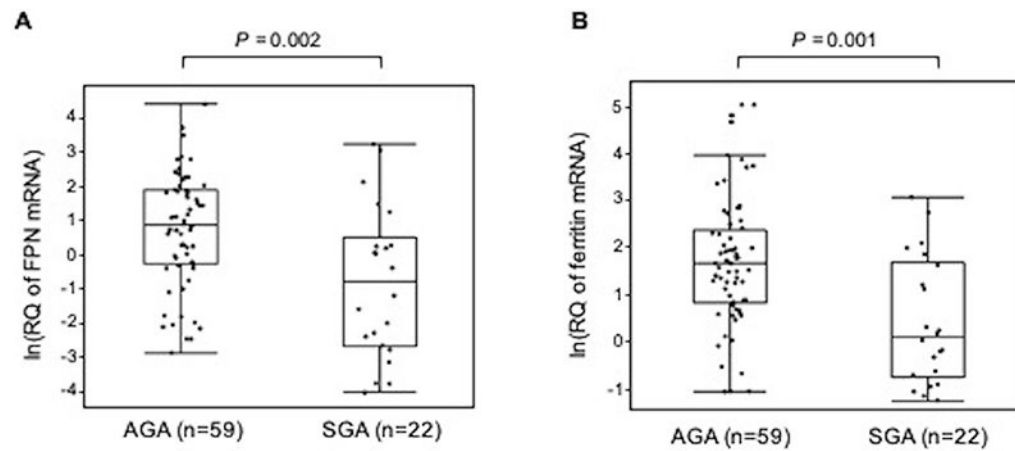 A
P = 0.002
ln(RQ of FPN mRNA)
4
3
2
1
0
-1
-2
-3
-4
AGA (n=59)
SGA (n=22)
B
P = 0.001
ln(RQ of ferritin mRNA)
5
4
3
2
1
0
-1
AGA (n=59)
SGA (n=22)